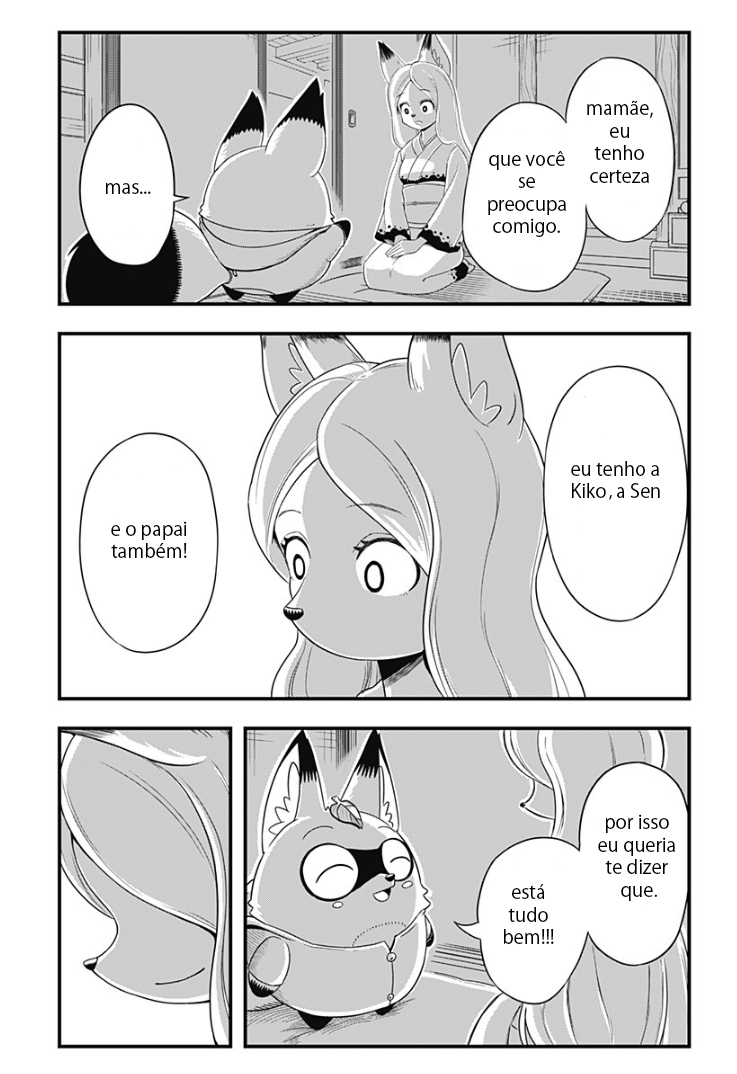 mamãe,
eu
tenho
certeza
que você
se
preocupa
comigo.
mas...
eu tenho a
Kiko, a Sen
e o papai
também!
por isso
eu queria
te dizer
que.
está
tudo
bem!!!